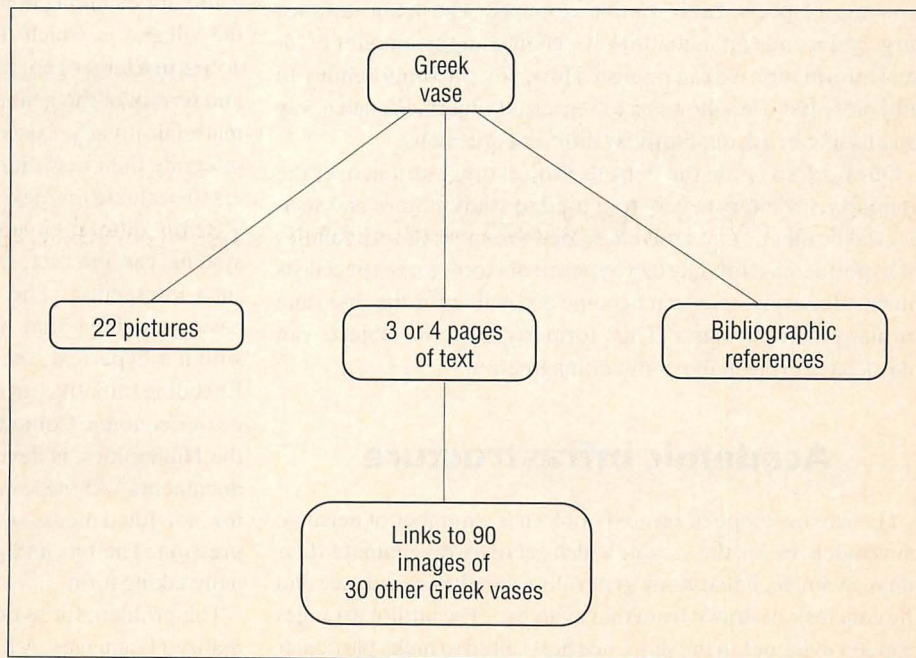 Greek
vase
22 pictures
3 or 4 pages
of text
Bibliographic
references
Links to 90
images of
30 other Greek vases